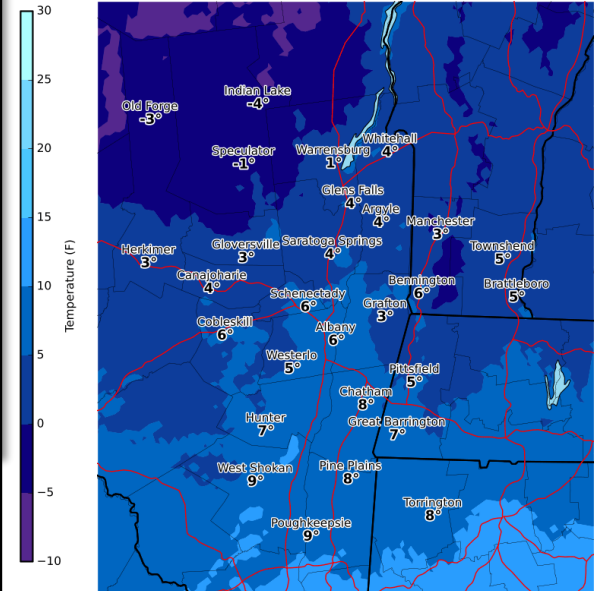 30
25
20
15
10
5
0
−5
−10
Temperature (F)
Indian Lake
-4°
Old Forge
-3°
Whitehall
4°
Speculator
-1°
Warrensburg
1°
Glens Falls
4°
Argyle
4°
Manchester
3°
Herkimer
3°
Gloversville
3°
Saratoga Springs
4°
Townshend
5°
Canajoharie
4°
Bennington
6°
Brattleboro
5°
Schenectady
6°
Grafton
3°
Cobleskill
6°
Albany
6°
Westerlo
5°
Pittsfield
5°
Chatham
8°
Hunter
7°
Great Barrington
7°
West Shokan
9°
Pine Plains
8°
Torrington
8°
Poughkeepsie
9°